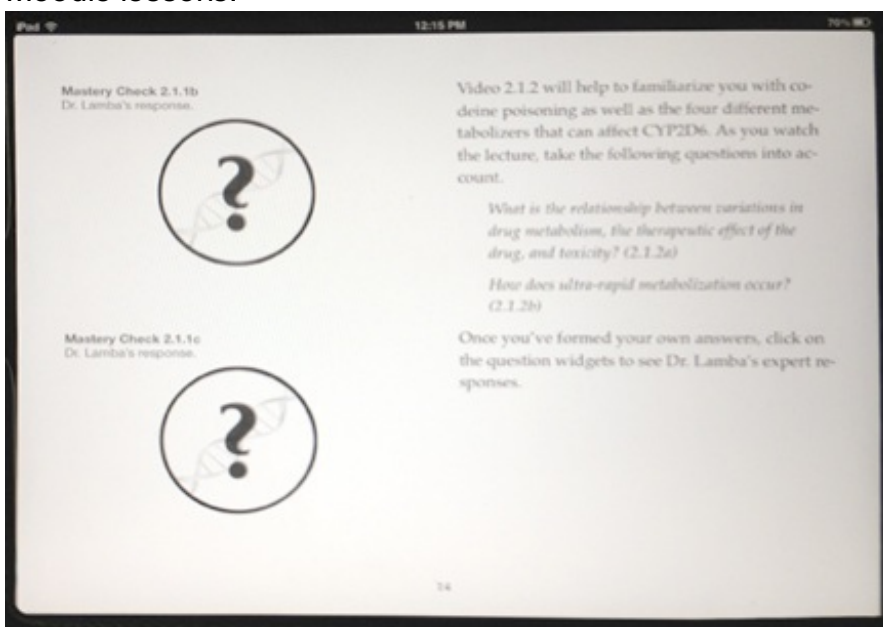 module lessons.
iPad
12:15 PM
70%
Mastery Check 2.1.1b
Dr. Lamba's response.
?
Mastery Check 2.1.1c
Dr. Lamba's response.
?
Video 2.1.2 will help to familiarize you with co-
deine poisoning as well as the four different me-
tabolizers that can affect CYP2D6. As you watch
the lecture, take the following questions into ac-
count.
What is the relationship between variations in
drug metabolism, the therapeutic effect of the
drug, and toxicity? (2.1.2a)
How does ultra-rapid metabolization occur?
(2.1.2b)
Once you've formed your own answers, click on
the question widgets to see Dr. Lamba's expert re-
sponses.
14